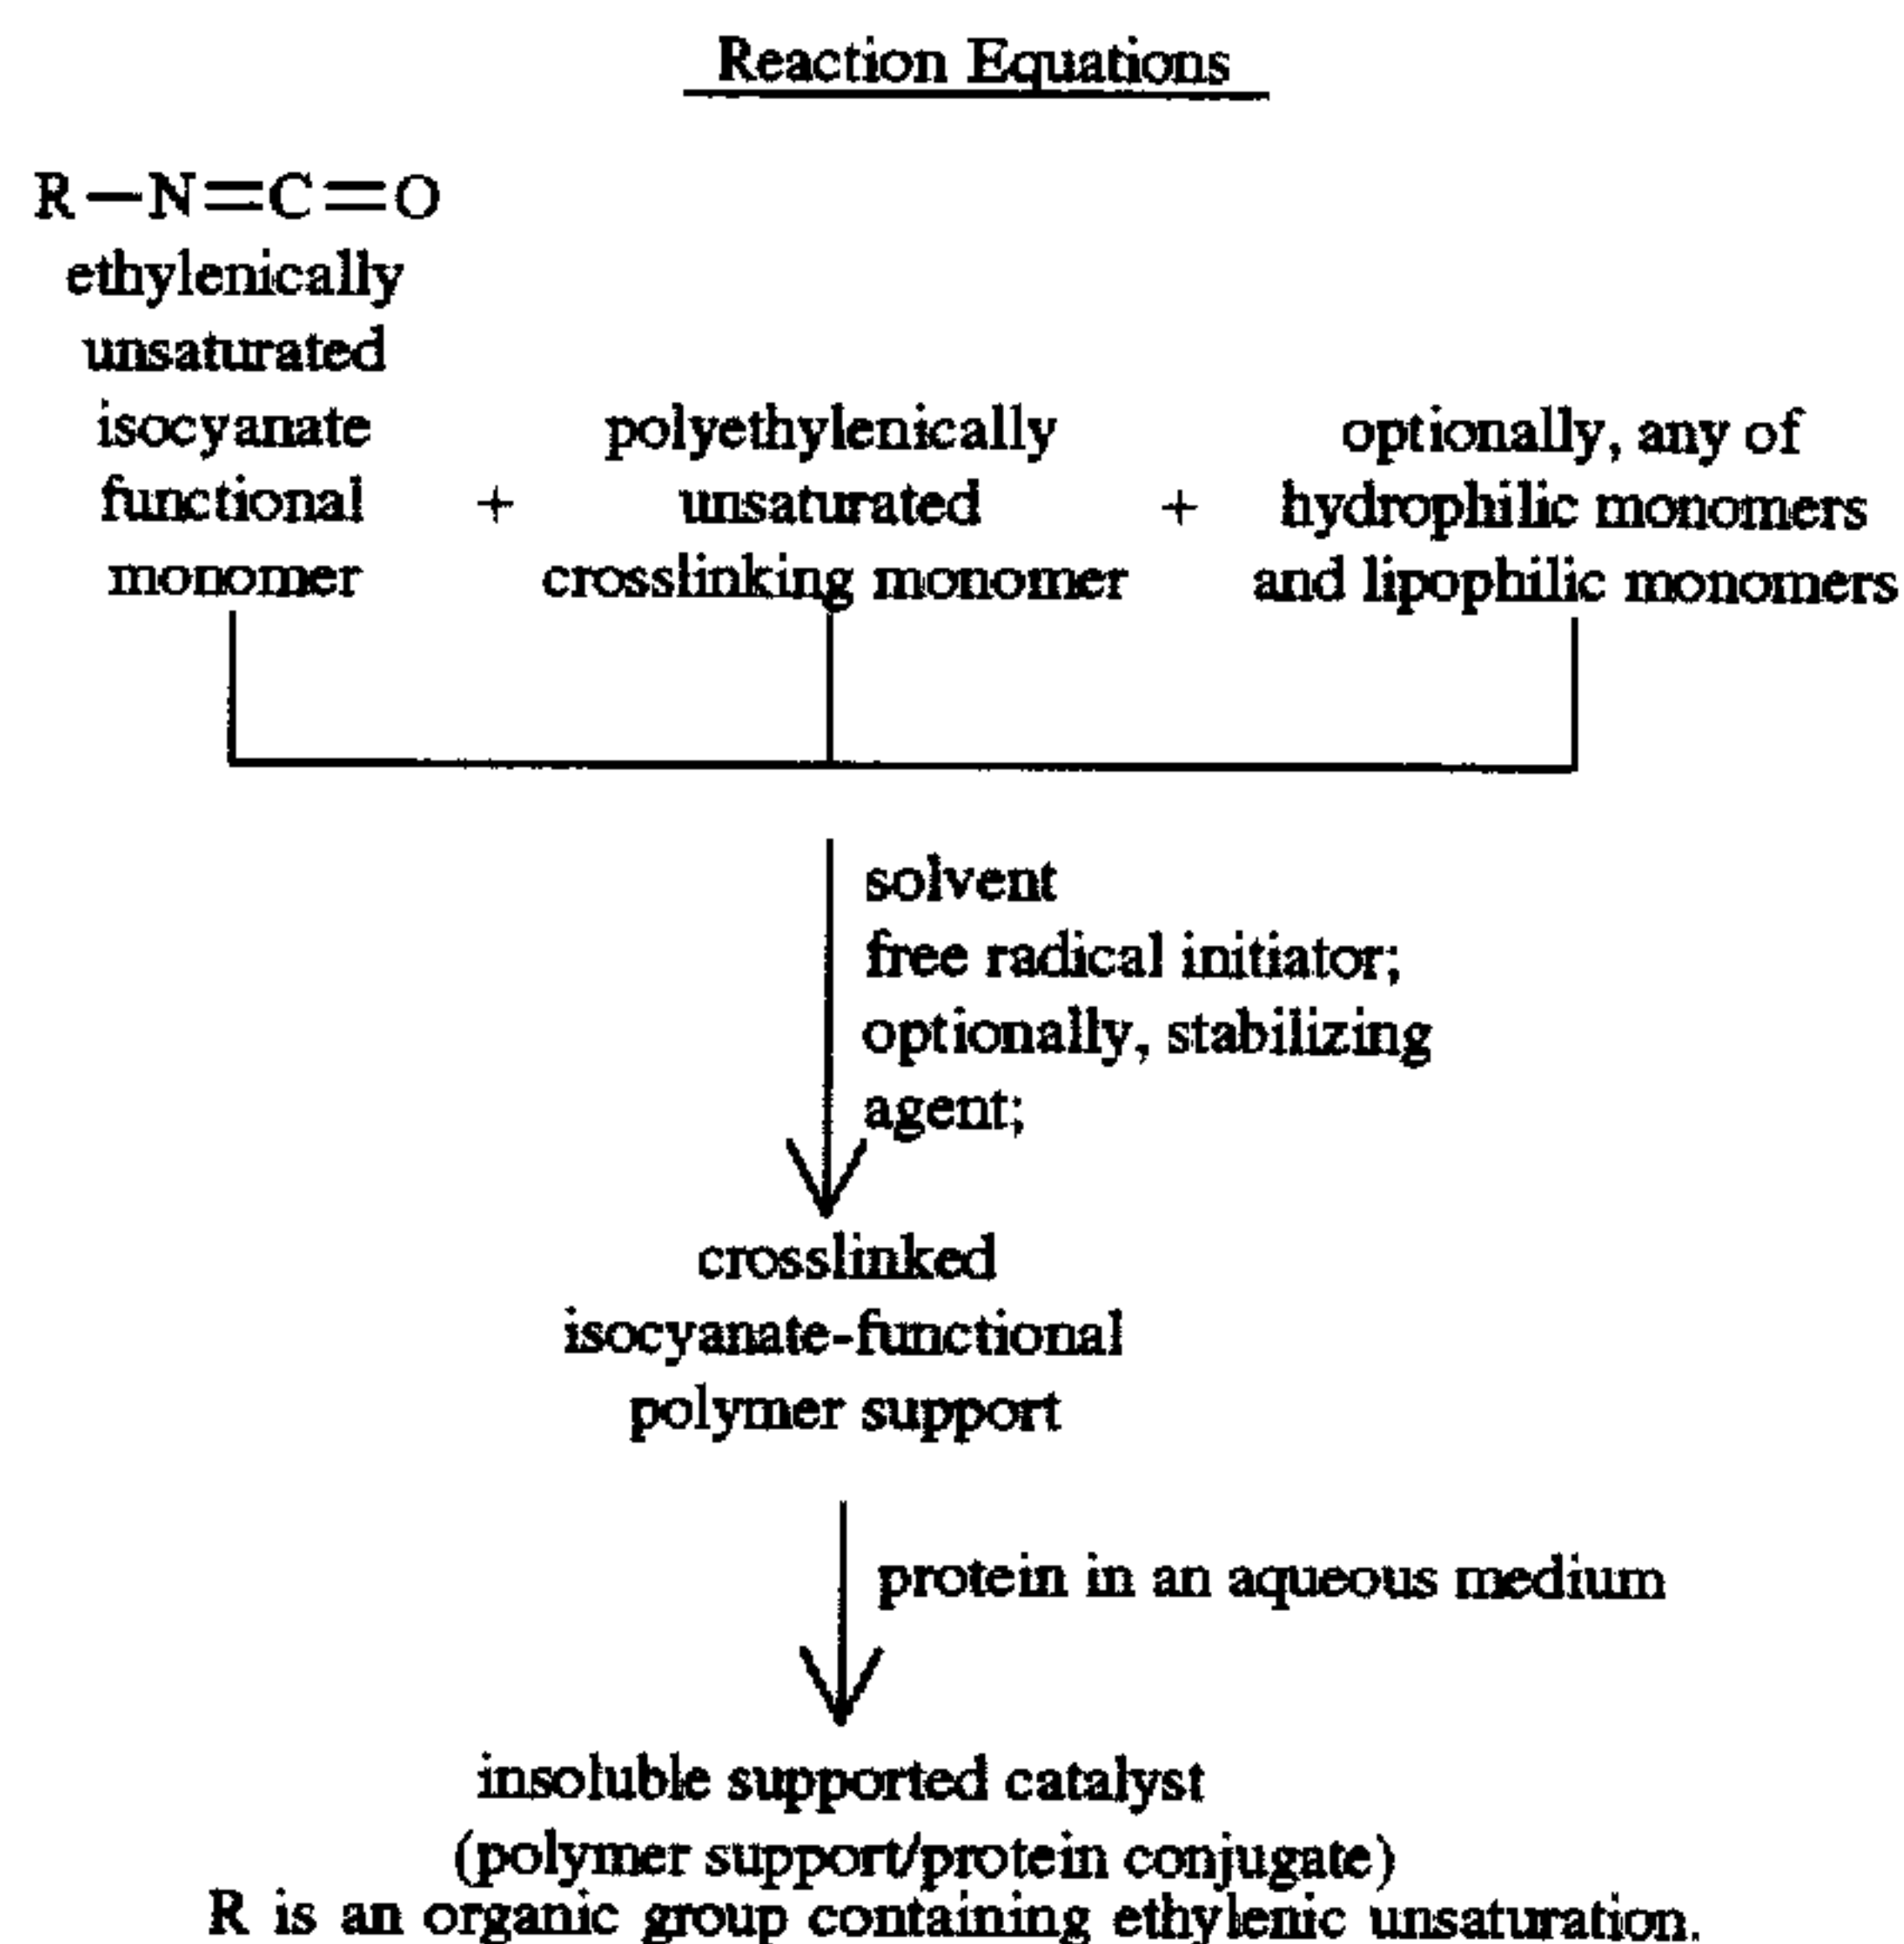 Reaction Equations
R—N=C=O
ethylenically
unsaturated
isocyanate
functional
monomer
+
polyethylenically
unsaturated
crosslinking monomer
+
optionally, any of
hydrophilic monomers
and lipophilic monomers
solvent
free radical initiator;
optionally, stabilizing
agent;
crosslinked
isocyanate-functional
polymer support
protein in an aqueous medium
insoluble supported catalyst
(polymer support/protein conjugate)
R is an organic group containing ethylenic unsaturation.